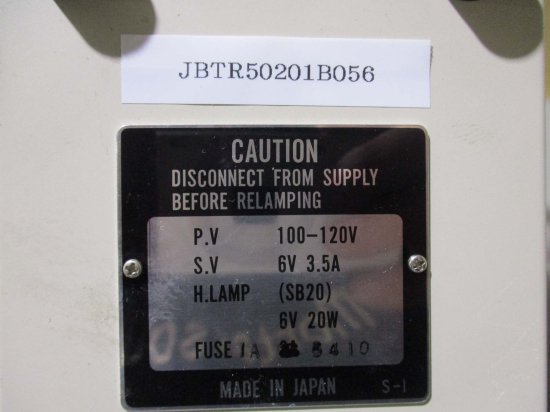 JBTR50201B056
CAUTION
DISCONNECT FROM SUPPLY
BEFORE RELAMPING
P.V 100-120V
S.V 6V 3.5A
H.LAMP (SB20)
6V 20W
FUSE 1A 5410
MADE IN JAPAN S-1